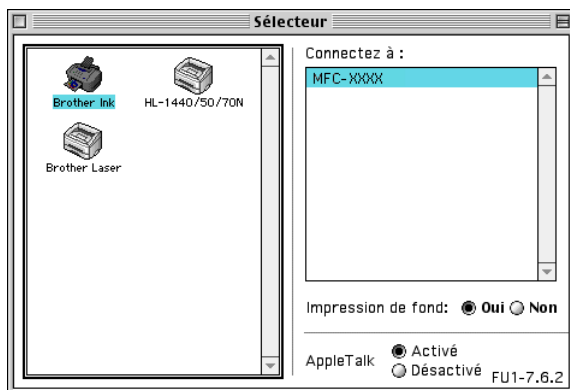 Sélecteur
Brother Ink
HL-1440/50/70N
Brother Laser
Connectez à :
MFC-XXXX
Impression de fond: Oui Non
AppleTalk
Activé
Désactivé
FU1-7.6.2